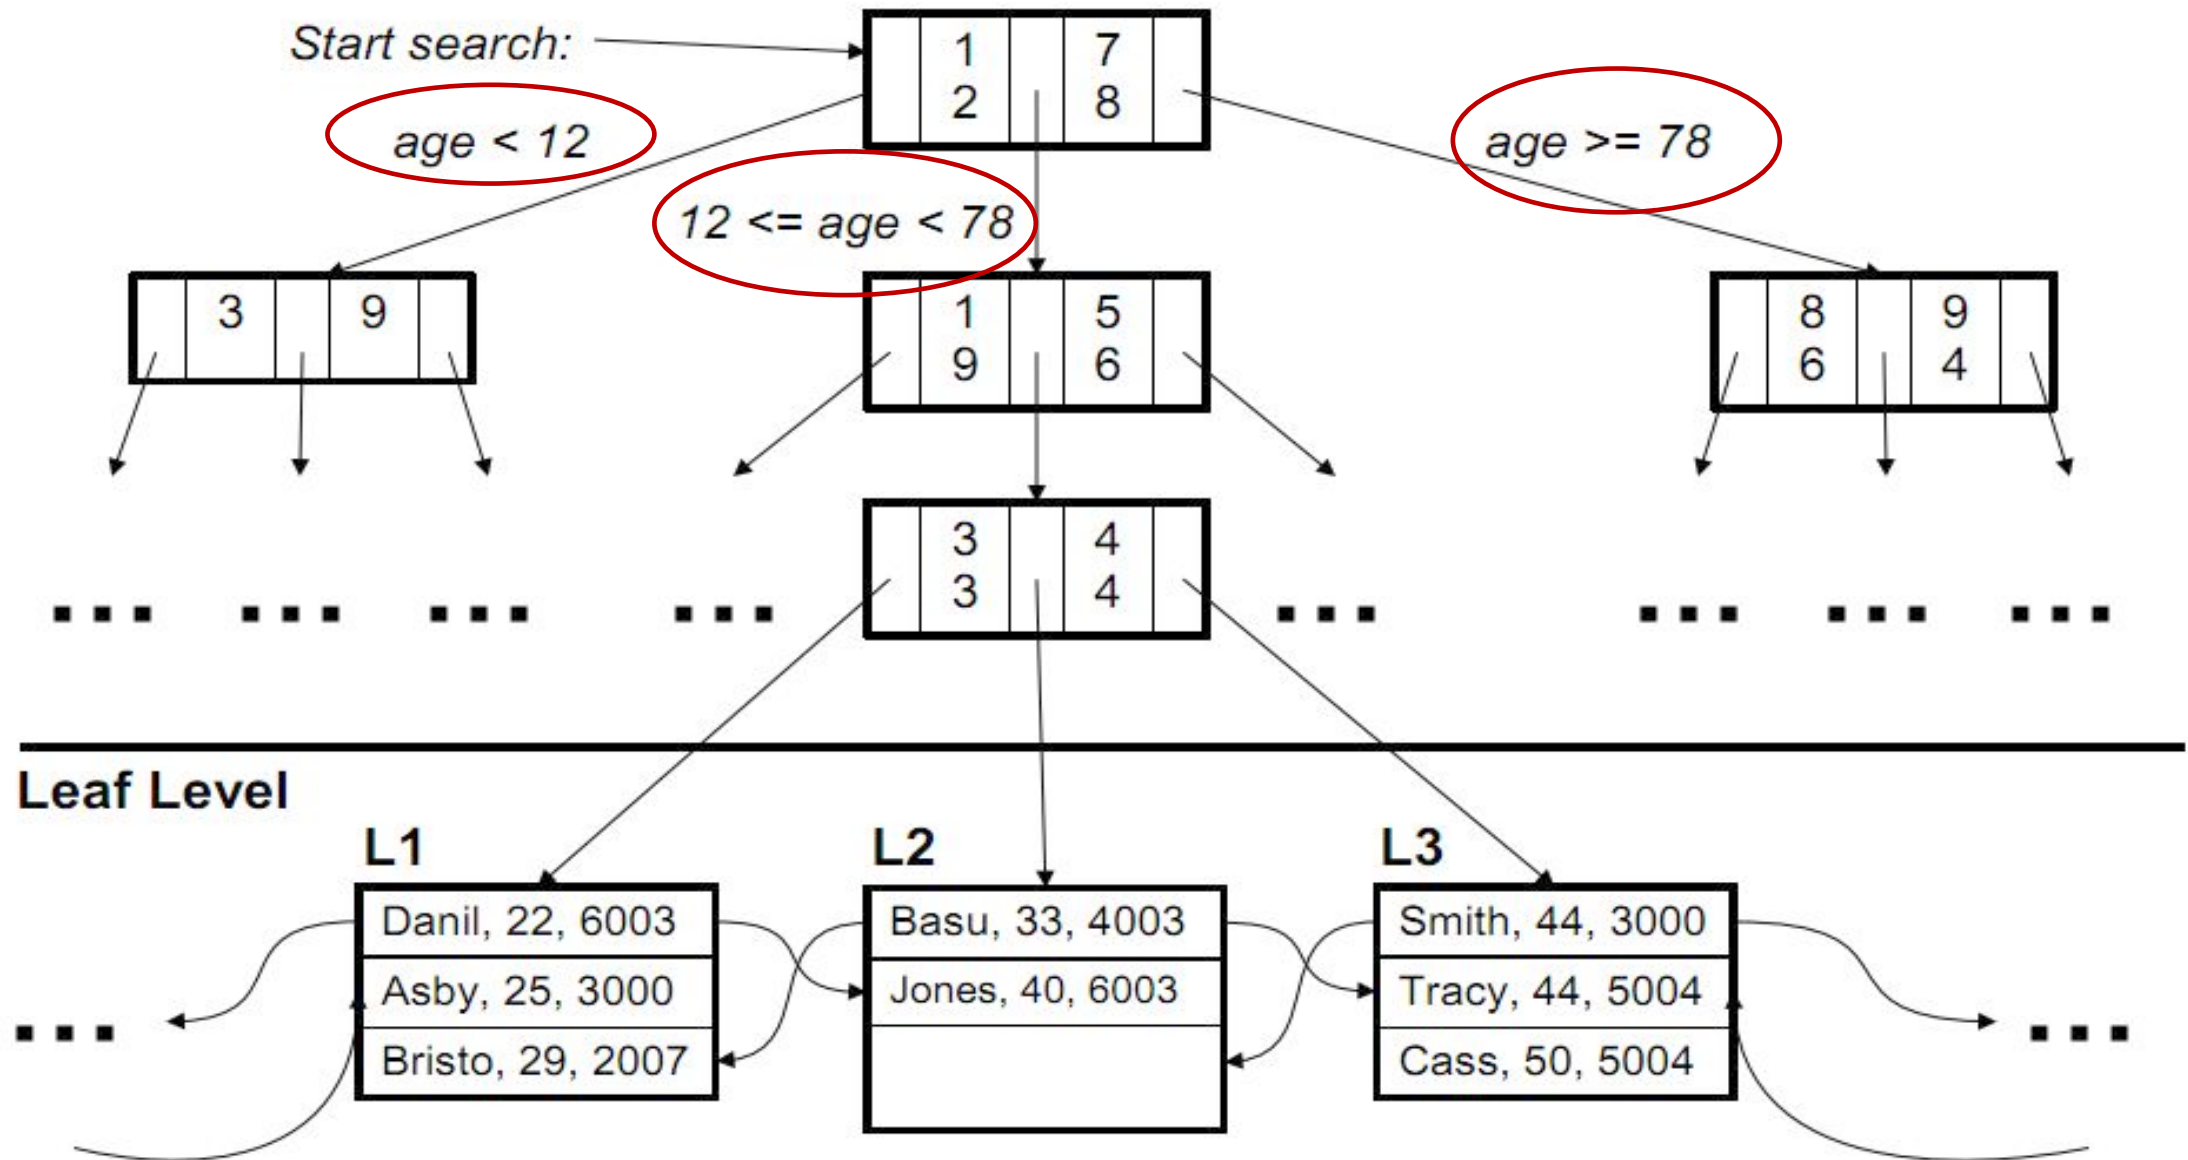 Start search:
1 7
2 8
age < 12
age >= 78
12 <= age < 78
3 9
1 5
9 6
8 9
6 4
3 4
3 4
Leaf Level
L1
L2
L3
Danil, 22, 6003
Asby, 25, 3000
Bristo, 29, 2007
Basu, 33, 4003
Jones, 40, 6003
Smith, 44, 3000
Tracy, 44, 5004
Cass, 50, 5004